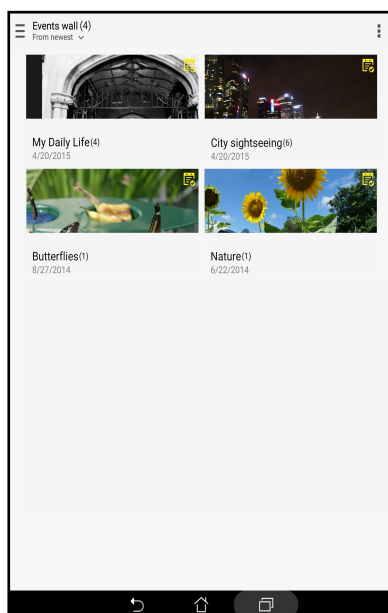 Events wall (4)
From newest
My Daily Life(4)
4/20/2015
City sightseeing(6)
4/20/2015
Butterflies(1)
8/27/2014
Nature(1)
6/22/2014